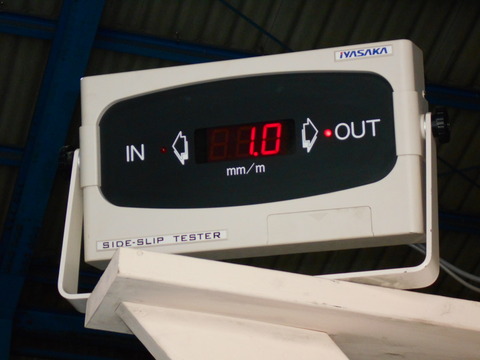 IYASAKA
IN 1.0 OUT
mm/m
SIDE-SLIP TESTER